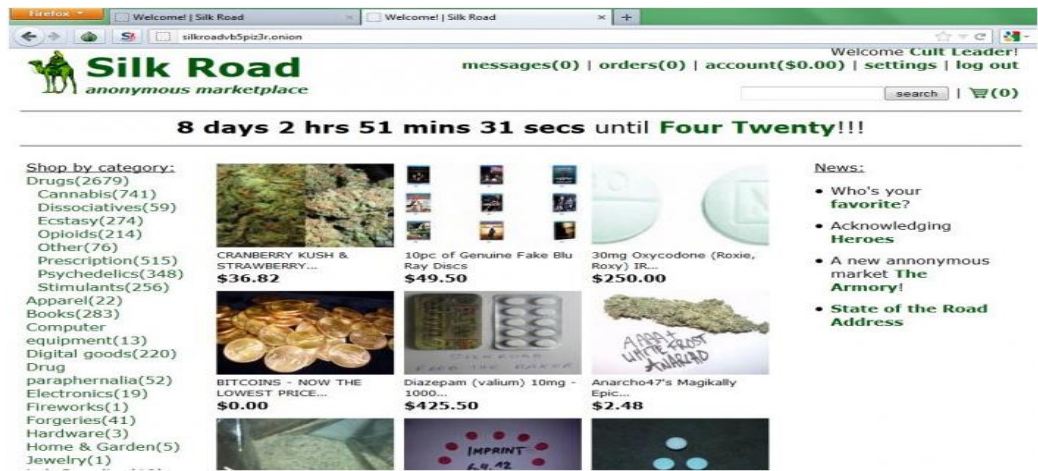 Firefox
Welcome! | Silk Road
Welcome! | Silk Road
silkroadvb5piz3r.onion
Silk Road
anonymous marketplace
Welcome Cult Leader!
messages(0) | orders(0) | account($0.00) | settings | log out
search | (0)
8 days 2 hrs 51 mins 31 secs until Four Twenty!!!
Shop by category:
Drugs(2679)
Cannabis(741)
Dissociatives(59)
Ecstasy(274)
Opioids(214)
Other(76)
Prescription(515)
Psychedelics(348)
Stimulants(256)
Apparel(22)
Books(283)
Computer
equipment(13)
Digital goods(220)
Drug
paraphernalia(52)
Electronics(19)
Fireworks(1)
Forgeries(41)
Hardware(3)
Home & Garden(5)
Jewelry(1)
CRANBERRY KUSH &
STRAWBERRY...
$36.82
10pc of Genuine Fake Blu
Ray Discs
$49.50
30mg Oxycodone (Roxie,
Roxy) IR...
$250.00
BITCOINS - NOW THE
LOWEST PRICE...
$0.00
SILKROAD
Diazepam (valium) 10mg -
1000...
$425.50
AAAA+
WHITE FROST
Anarcho47's Magikally
Epic...
$2.48
IMPRINT
6.4.12
News:
Who's your
favorite?
Acknowledging
Heroes
A new annonymous
market The
Armory!
State of the Road
Address